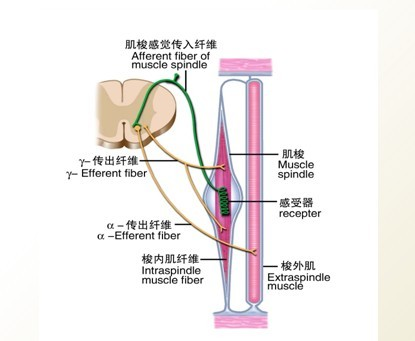 肌梭感觉传入纤维
Afferent fiber of
muscle spindle
γ-传出纤维
γ- Efferent fiber
肌梭
Muscle
spindle
感受器
recepter
α-传出纤维
α-Efferent fiber
梭内肌纤维
Intraspindle
muscle fiber
梭外肌
Extraspindle
muscle